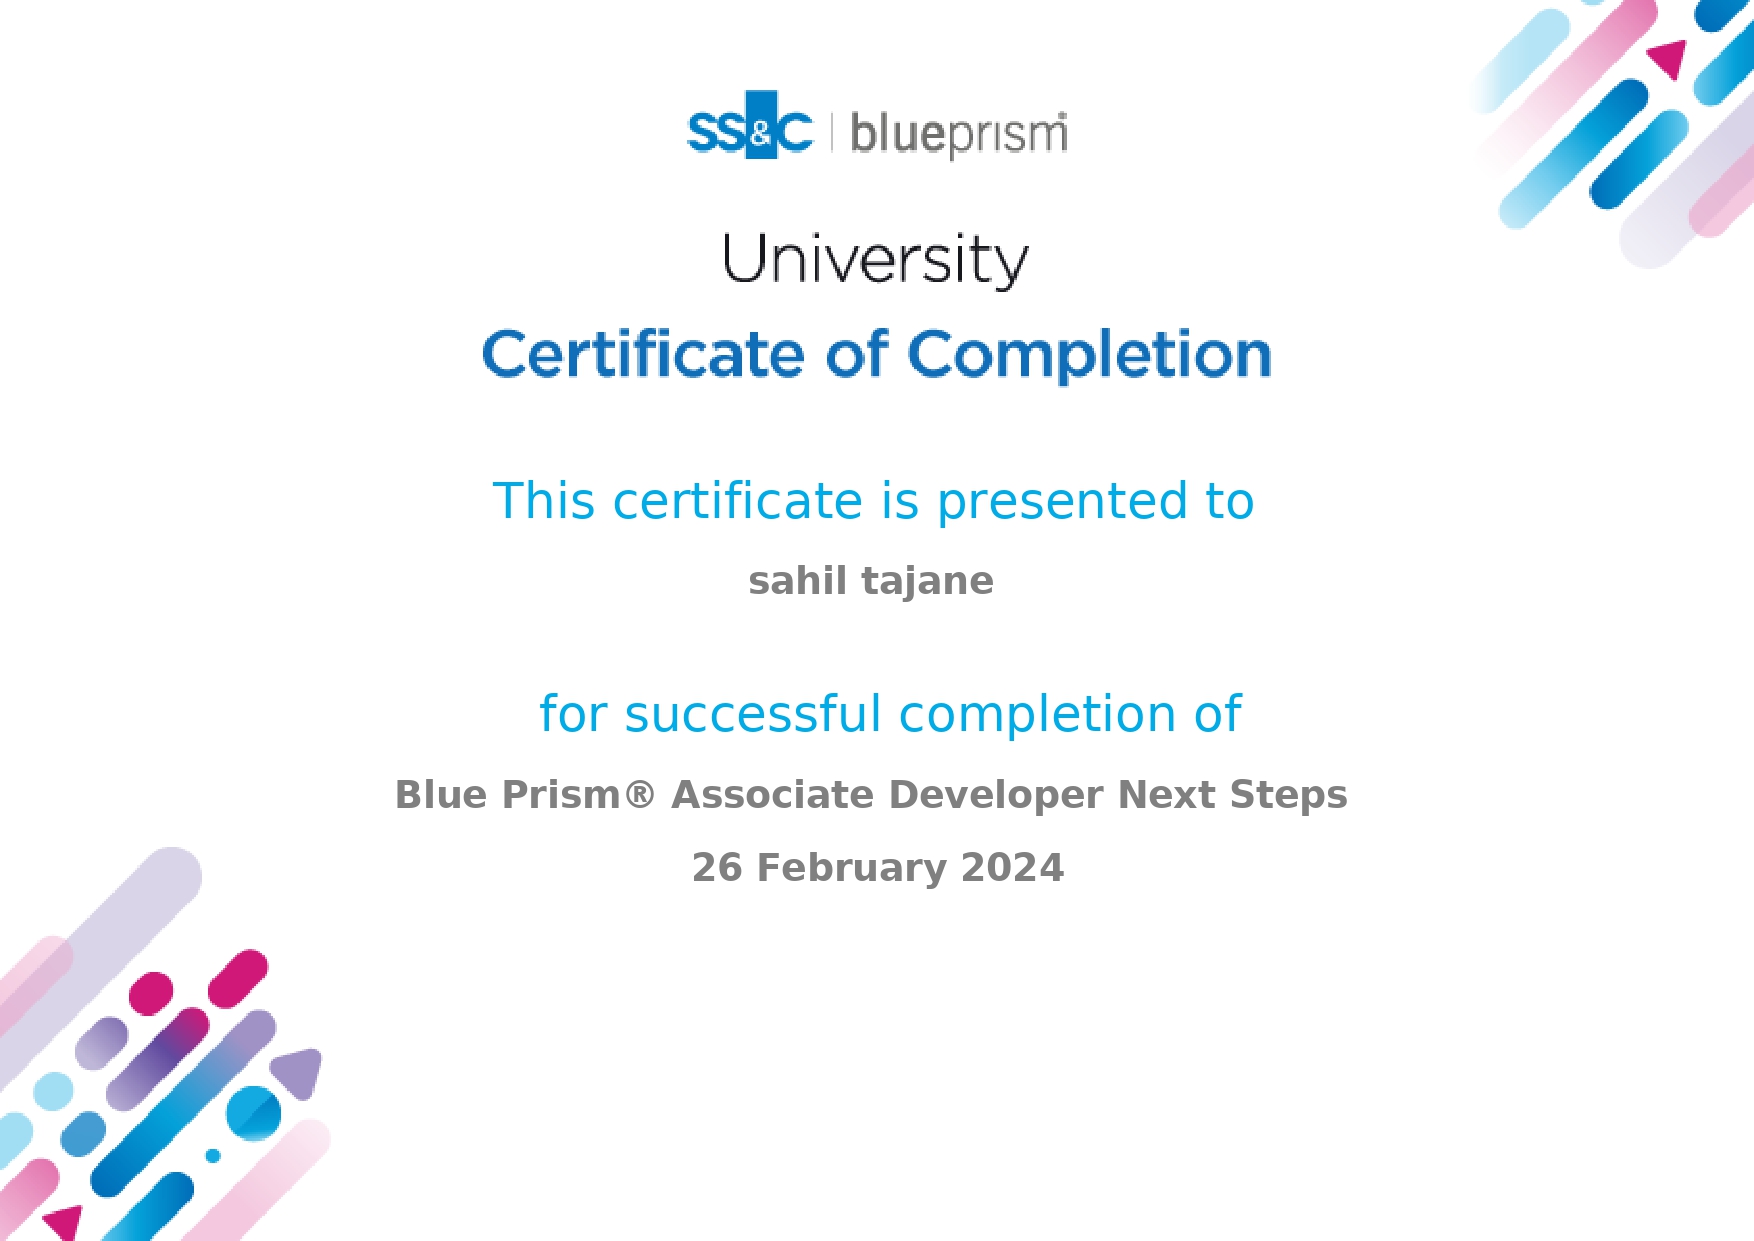 SS&C | blueprism
University
Certificate of Completion
This certificate is presented to
sahil tajane
for successful completion of
Blue Prism® Associate Developer Next Steps
26 February 2024